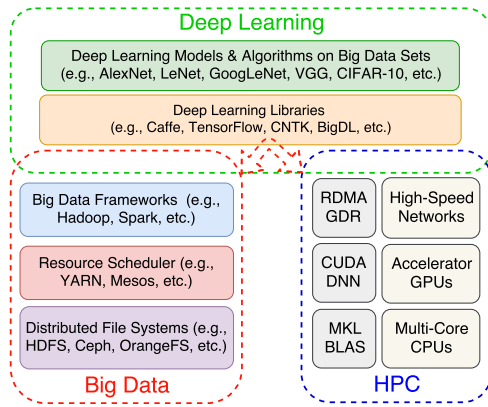 Deep Learning
Deep Learning Models & Algorithms on Big Data Sets
(e.g., AlexNet, LeNet, GoogLeNet, VGG, CIFAR-10, etc.)
Deep Learning Libraries
(e.g., Caffe, TensorFlow, CNTK, BigDL, etc.)
Big Data Frameworks (e.g.,
Hadoop, Spark, etc.)
Resource Scheduler (e.g.,
YARN, Mesos, etc.)
Distributed File Systems (e.g.,
HDFS, Ceph, OrangeFS, etc.)
Big Data
RDMA
GDR
High-Speed
Networks
CUDA
DNN
Accelerator
GPUs
MKL
BLAS
Multi-Core
CPUs
HPC